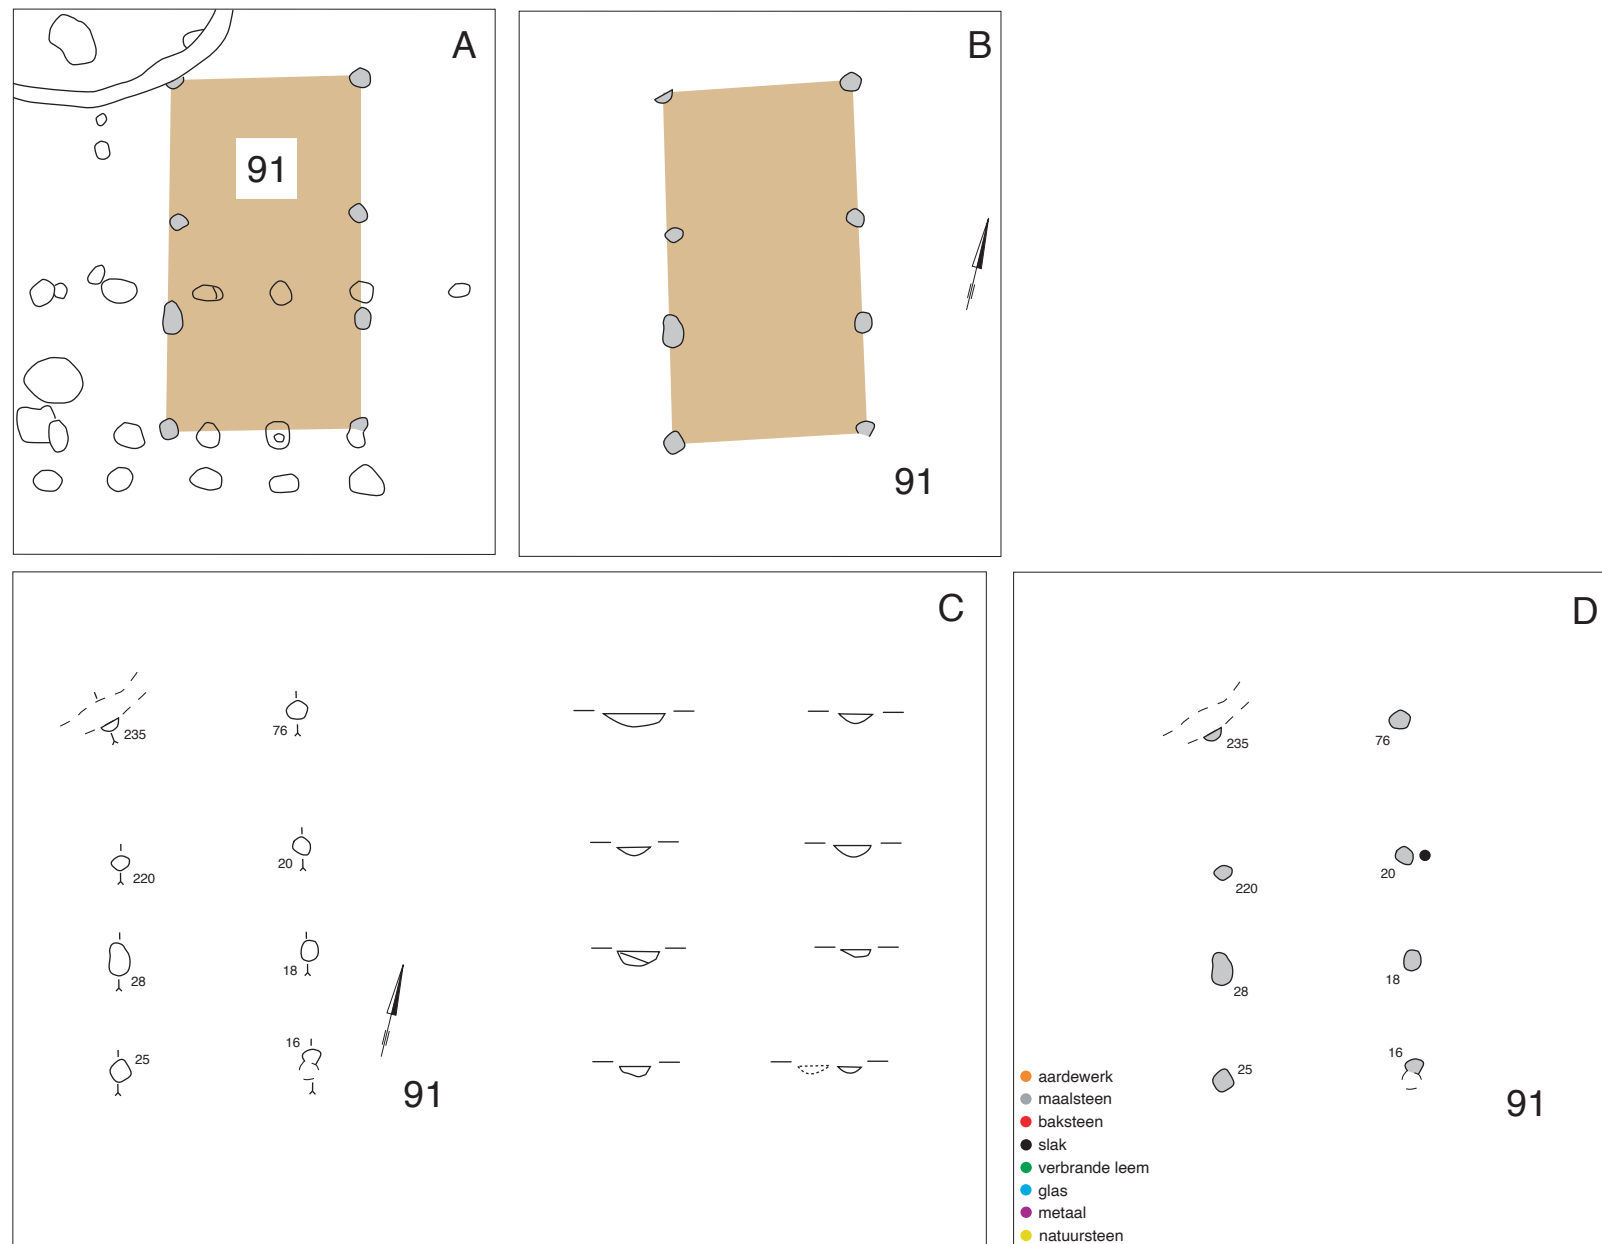 A
91
B
91
C
235
76
220
20
28
18
25
16
91
D
235
76
220
20
28
18
25
16
91
aardewerk
maalsteen
baksteen
slak
verbrande leem
glas
metaal
natuursteen